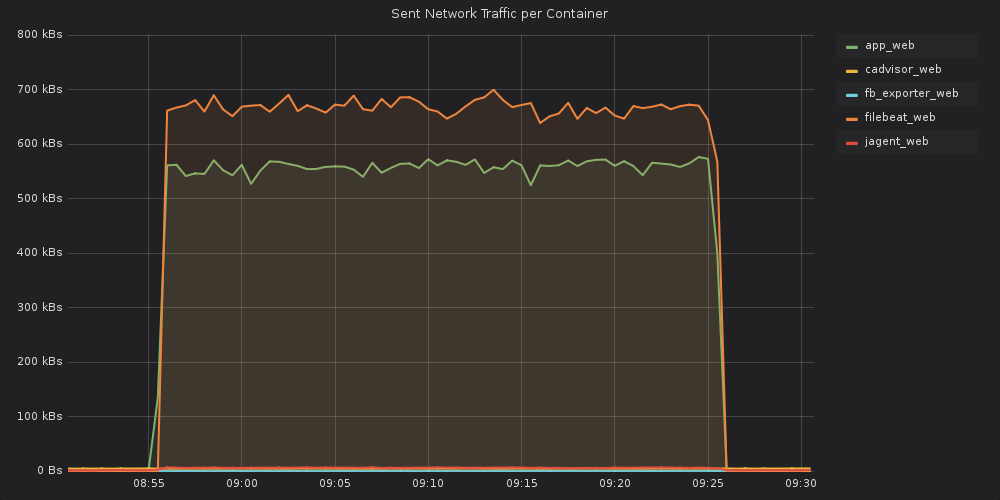 Sent Network Traffic per Container
800 kBs
700 kBs
600 kBs
500 kBs
400 kBs
300 kBs
200 kBs
100 kBs
0 Bs
08:55
09:00
09:05
09:10
09:15
09:20
09:25
09:30
app_web
cadvisor_web
fb_exporter_web
filebeat_web
jagent_web